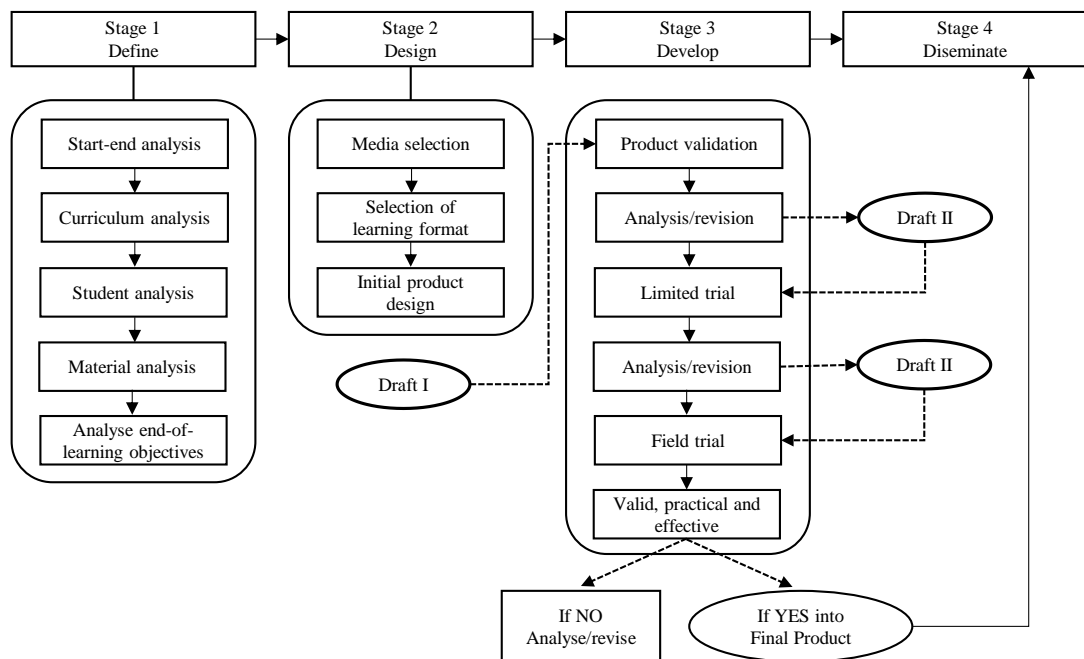 Stage 1
Define
Stage 2
Design
Stage 3
Develop
Stage 4
Diseminate
Start-end analysis
Curriculum analysis
Student analysis
Material analysis
Analyse end-of-
learning objectives
Media selection
Selection of
learning format
Initial product
design
Draft I
Product validation
Analysis/revision
Draft II
Limited trial
Analysis/revision
Draft II
Field trial
Valid, practical and
effective
If NO
Analyse/revise
If YES into
Final Product